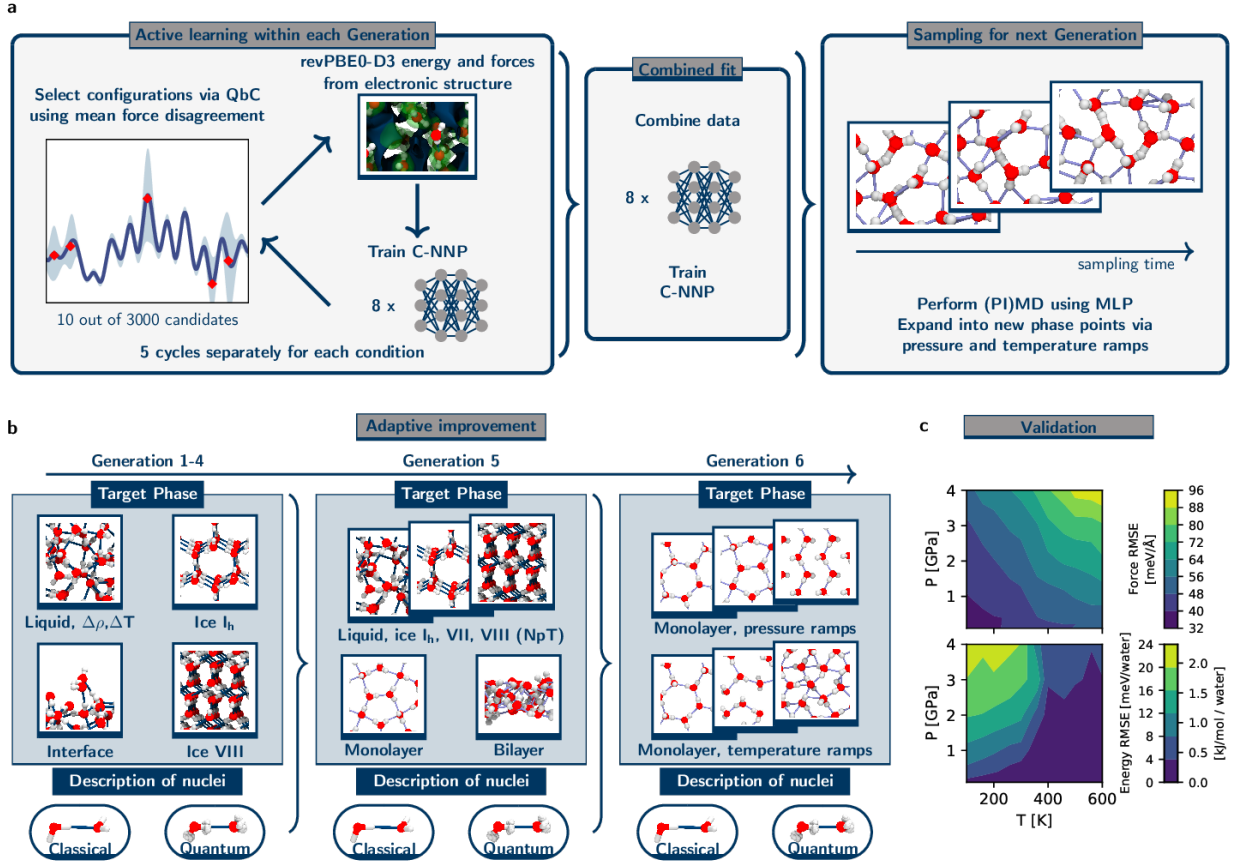 a
Active learning within each Generation
Select configurations via QbC
using mean force disagreement
10 out of 3000 candidates
revPBE0-D3 energy and forces
from electronic structure
Train C-NNP
8 x
5 cycles separately for each condition
Combined fit
Combine data
8 x
Train
C-NNP
Sampling for next Generation
sampling time
Perform (PI)MD using MLP
Expand into new phase points via
pressure and temperature ramps
b
Adaptive improvement
Generation 1-4
Target Phase
Liquid, Δρ,ΔT
Ice Iₕ
Interface
Ice VIII
Description of nuclei
Classical
Quantum
Generation 5
Target Phase
Liquid, ice Iₕ, VII, VIII (NpT)
Monolayer
Bilayer
Description of nuclei
Classical
Quantum
Generation 6
Target Phase
Monolayer, pressure ramps
Monolayer, temperature ramps
Description of nuclei
Classical
Quantum
c
Validation
P [GPa]
4
3
2
1
Force RMSE
[meV/Å]
96
88
80
72
64
56
48
40
32
P [GPa]
4
3
2
1
200
400
600
T [K]
Energy RMSE [meV/water]
[kJ/mol/ water]
24
20
16
12
8
4
0
2.0
1.5
1.0
0.5
0.0